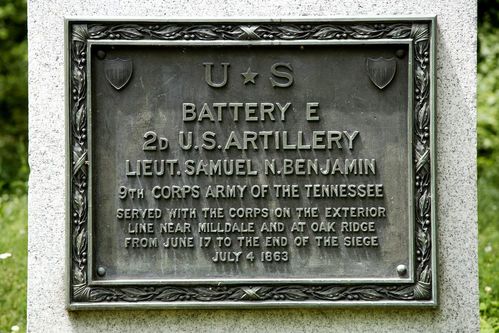 U ★ S
BATTERY E
2D U.S. ARTILLERY
LIEUT. SAMUEL N. BENJAMIN
9TH CORPS ARMY OF THE TENNESSEE
SERVED WITH THE CORPS ON THE EXTERIOR
LINE NEAR MILLDALE AND AT OAK RIDGE
FROM JUNE 17 TO THE END OF THE SIEGE
JULY 4 1863